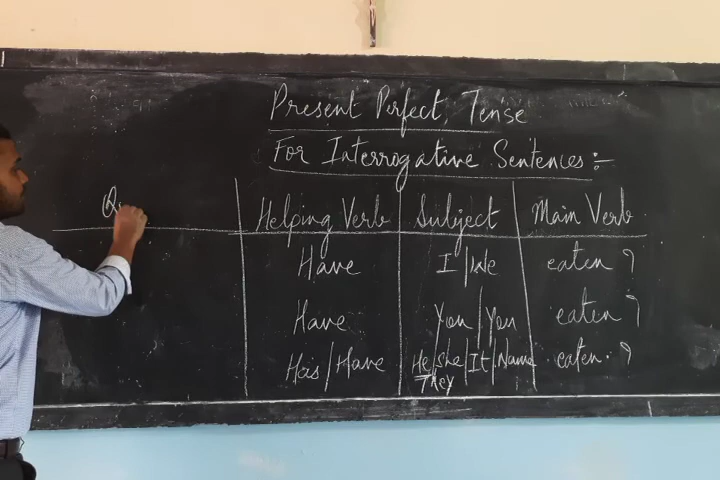 Present Perfect Tense
For Interrogative Sentences :-
Q Helping Verb Subject Main Verb
Have I/We eaten ?
Have You/You eaten ?
Has/Have He/She/It/Name eaten. ?
They